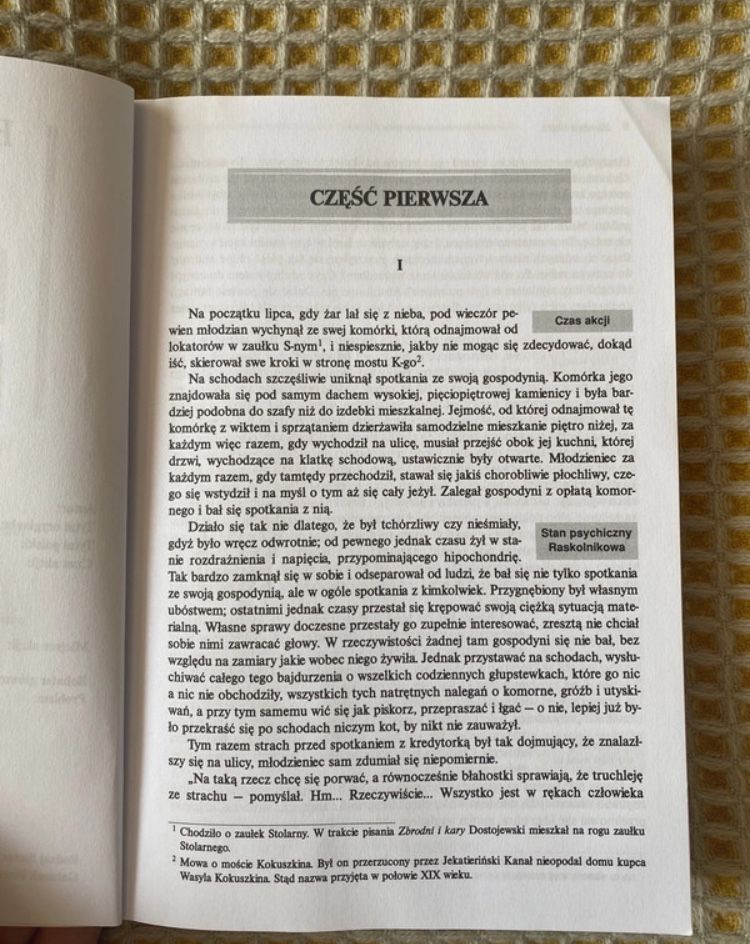 CZĘŚĆ PIERWSZA
I
Na początku lipca, gdy żar lał się z nieba, pod wieczór pe-
wien młodzian wychynął ze swej komórki, którą odnajmował od
Czas akcji
lokatorów w zaułku S-nym¹, i niespiesznie, jakby nie mogąc się zdecydować, dokąd
iść, skierował swe kroki w stronę mostu K-go².
Na schodach szczęśliwie uniknął spotkania ze swoją gospodynią. Komórka jego
znajdowała się pod samym dachem wysokiej, pięciopiętrowej kamienicy i była bar-
dziej podobna do szafy niż do izdebki mieszkalnej. Jejmość, od której odnajmował tę
komórkę z wiktem i sprzątaniem dzierżawiła samodzielne mieszkanie piętro niżej, za
każdym więc razem, gdy wychodził na ulicę, musiał przejść obok jej kuchni, której
drzwi, wychodzące na klatkę schodową, ustawicznie były otwarte. Młodzieniec za
każdym razem, gdy tamtędy przechodził, stawał się jakiś chorobliwie płochliwy, cze-
go się wstydził i na myśl o tym aż się cały jeżył. Zalegał gospodyni z opłatą komor-
nego i bał się spotkania z nią.
Działo się tak nie dlatego, że był tchórzliwy czy nieśmiały,
gdyż było wręcz odwrotnie; od pewnego jednak czasu żył w sta-
nie rozdrażnienia i napięcia, przypominającego hipochondrię.
Stan psychiczny
Raskolnikowa
Tak bardzo zamknął się w sobie i odseparował od ludzi, że bał się nie tylko spotkania
ze swoją gospodynią, ale w ogóle spotkania z kimkolwiek. Przygnębiony był własnym
ubóstwem; ostatnimi jednak czasy przestał się krępować swoją ciężką sytuacją mate-
rialną. Własne sprawy doczesne przestały go zupełnie interesować, zresztą nie chciał
sobie nimi zawracać głowy. W rzeczywistości żadnej tam gospodyni się nie bał, bez
względu na zamiary jakie wobec niego żywiła. Jednak przystawać na schodach, wysłu-
chiwać całego tego bajdurzenia o wszelkich codziennych głupstewkach, które go nic
a nic nie obchodziły, wszystkich tych natrętnych nalegań o komorne, gróźb i utyski-
wań, a przy tym samemu wić się jak piskorz, przepraszać i łgać – o nie, lepiej już by-
ło przekraść się po schodach niczym kot, by nikt nie zauważył.
Tym razem strach przed spotkaniem z kredytorką był tak dojmujący, że znalazł-
szy się na ulicy, młodzieniec sam zdumiał się niepomiernie.
„Na taką rzecz chcę się porwać, a równocześnie błahostki sprawiają, że truchleję
ze strachu – pomyślał. Hm... Rzeczywiście... Wszystko jest w rękach człowieka
¹ Chodziło o zaułek Stolarny. W trakcie pisania Zbrodni i kary Dostojewski mieszkał na rogu zaułku
Stolarnego.
² Mowa o moście Kokuszkina. Był on przerzucony przez Jekatieriński Kanał nieopodal domu kupca
Wasyla Kokuszkina. Stąd nazwa przyjęta w połowie XIX wieku.